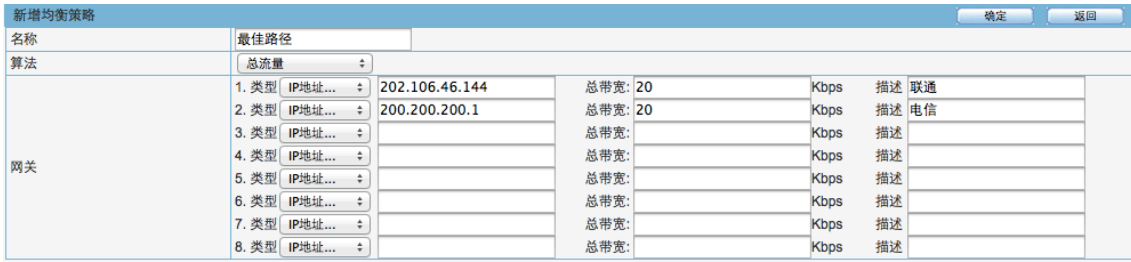 新增均衡策略 确定 返回
名称 最佳路径
算法 总流量
网关
1. 类型 IP地址... 202.106.46.144 总带宽: 20 Kbps 描述 联通
2. 类型 IP地址... 200.200.200.1 总带宽: 20 Kbps 描述 电信
3. 类型 IP地址... 总带宽: Kbps 描述
4. 类型 IP地址... 总带宽: Kbps 描述
5. 类型 IP地址... 总带宽: Kbps 描述
6. 类型 IP地址... 总带宽: Kbps 描述
7. 类型 IP地址... 总带宽: Kbps 描述
8. 类型 IP地址... 总带宽: Kbps 描述